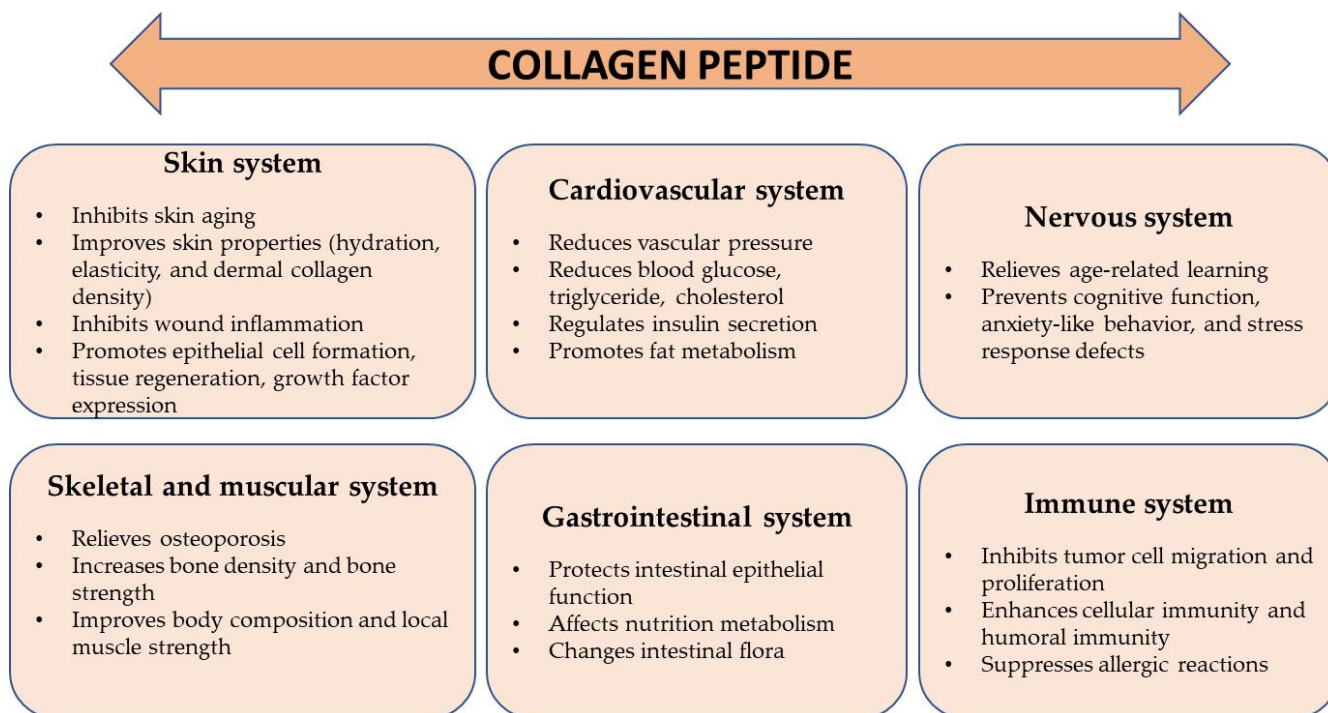 COLLAGEN PEPTIDE
Skin system
• Inhibits skin aging
• Improves skin properties (hydration,
elasticity, and dermal collagen
density)
• Inhibits wound inflammation
• Promotes epithelial cell formation,
tissue regeneration, growth factor
expression
Cardiovascular system
• Reduces vascular pressure
• Reduces blood glucose,
triglyceride, cholesterol
• Regulates insulin secretion
• Promotes fat metabolism
Nervous system
• Relieves age-related learning
• Prevents cognitive function,
anxiety-like behavior, and stress
response defects
Skeletal and muscular system
• Relieves osteoporosis
• Increases bone density and bone
strength
• Improves body composition and local
muscle strength
Gastrointestinal system
• Protects intestinal epithelial
function
• Affects nutrition metabolism
• Changes intestinal flora
Immune system
• Inhibits tumor cell migration and
proliferation
• Enhances cellular immunity and
humoral immunity
• Suppresses allergic reactions